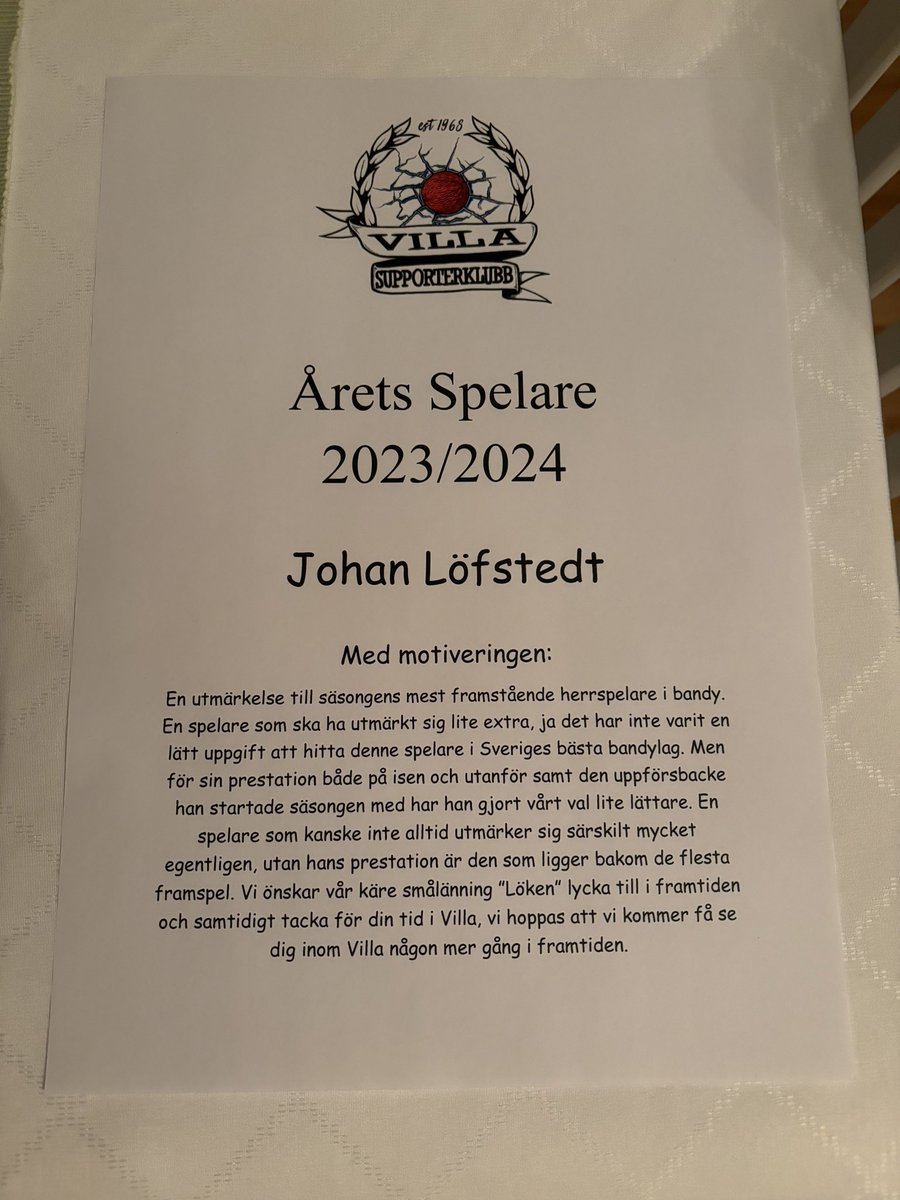 est 1968
VILLA
SUPPORTERKLUBB
Årets Spelare
2023/2024
Johan Löfstedt
Med motiveringen:
En utmärkelse till säsongens mest framstående herrspelare i bandy.
En spelare som ska ha utmärkt sig lite extra, ja det har inte varit en
lätt uppgift att hitta denne spelare i Sveriges bästa bandylag. Men
för sin prestation både på isen och utanför samt den uppförsbacke
han startade säsongen med har han gjort vårt val lite lättare. En
spelare som kanske inte alltid utmärker sig särskilt mycket
egentligen, utan hans prestation är den som ligger bakom de flesta
framspel. Vi önskar vår käre smålänning ”Löken” lycka till i framtiden
och samtidigt tacka för din tid i Villa, vi hoppas att vi kommer få se
dig inom Villa någon mer gång i framtiden.